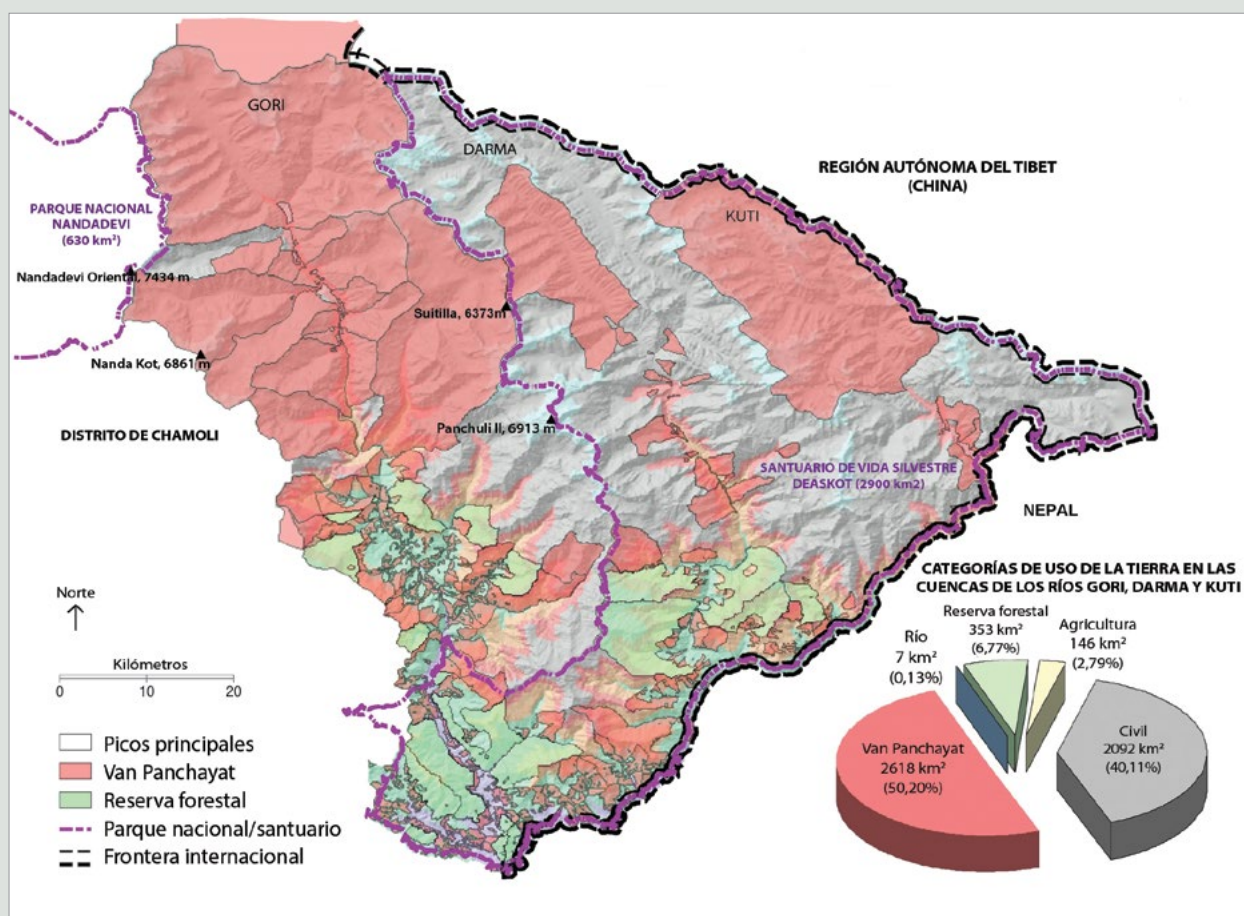 GORI
DARMA
REGIÓN AUTÓNOMA DEL TIBET
(CHINA)
KUTI
PARQUE NACIONAL
NANDADEVI
(630 km²)
Nandadevi Oriental, 7434 m
Suitilla, 6373m
Nanda Kot, 6861 m
Panchuli II, 6913 m
DISTRITO DE CHAMOLI
SANTUARIO DE VIDA SILVESTRE
DEASKOT (2900 km2)
NEPAL
Norte
Kilómetros
0 10 20
Picos principales
Van Panchayat
Reserva forestal
Parque nacional/santuario
Frontera internacional
CATEGORÍAS DE USO DE LA TIERRA EN LAS
CUENCAS DE LOS RÍOS GORI, DARMA Y KUTI
Río
7 km²
(0,13%)
Reserva forestal
353 km²
(6,77%)
Agricultura
146 km²
(2,79%)
Van Panchayat
2618 km²
(50,20%)
Civil
2092 km²
(40,11%)